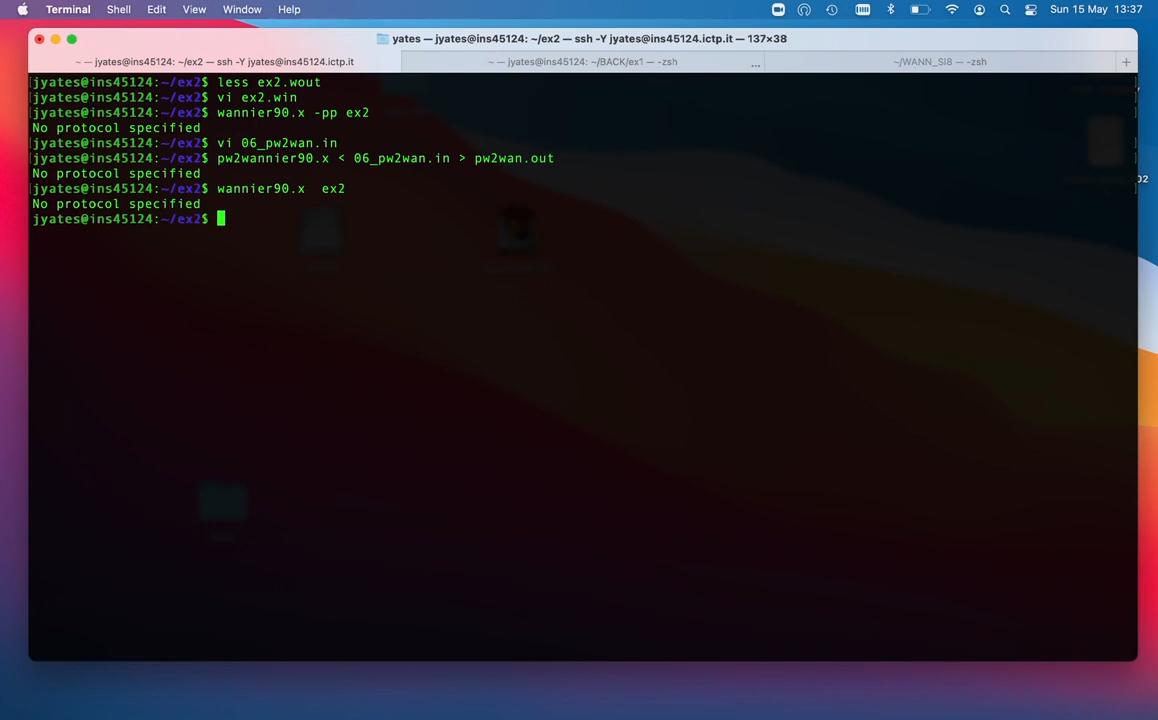 Terminal Shell Edit View Window Help Sun 15 May 13:37
yates — jyates@ins45124: ~/ex2 — ssh -Y jyates@ins45124.ictp.it — 137×38
~ — jyates@ins45124: ~/ex2 — ssh -Y jyates@ins45124.ictp.it ~ — jyates@ins45124: ~/BACK/ex1 — -zsh ... ~/WANN_SI8 — -zsh +
[jyates@ins45124:~/ex2$ less ex2.wout ]
[jyates@ins45124:~/ex2$ vi ex2.win ]
[jyates@ins45124:~/ex2$ wannier90.x -pp ex2 ]
No protocol specified
[jyates@ins45124:~/ex2$ vi 06_pw2wan.in ]
[jyates@ins45124:~/ex2$ pw2wannier90.x < 06_pw2wan.in > pw2wan.out ]
No protocol specified
[jyates@ins45124:~/ex2$ wannier90.x  ex2 ]
No protocol specified
jyates@ins45124:~/ex2$
02